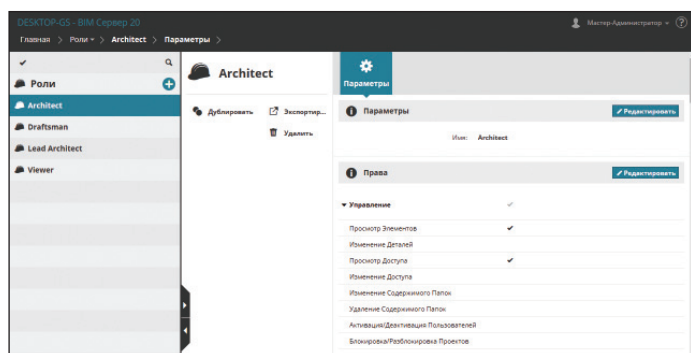 DESKTOP-GS - BIM Сервер 20
Мастер-Администратор
Главная > Роли > Architect > Параметры >
Роли
Architect
Draftsman
Lead Architect
Viewer
Architect
Дублировать
Экспортир...
Удалить
Параметры
Параметры
Редактировать
Имя: Architect
Права
Редактировать
Управление
Просмотр Элементов
Изменение Деталей
Просмотр Доступа
Изменение Доступа
Изменение Содержимого Папок
Удаление Содержимого Папок
Активация/Деактивация Пользователей
Блокировка/Разблокировка Проектов